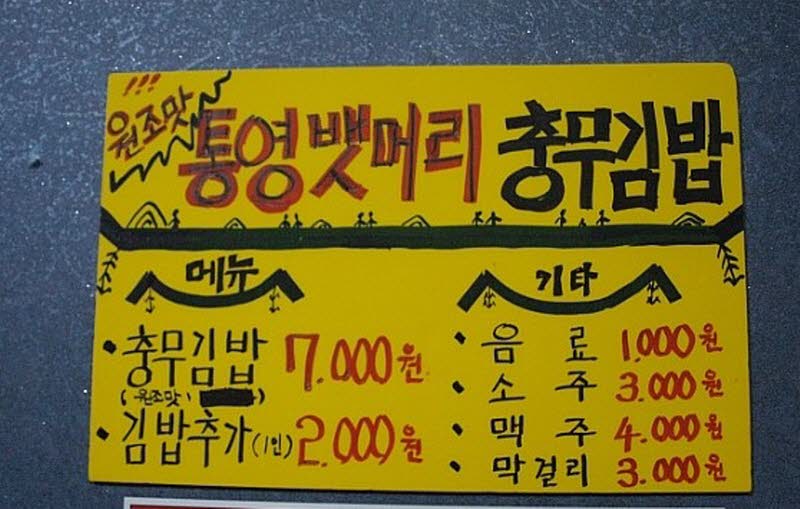 !!!
원조맛
통영뱃머리 충무김밥
메뉴
충무김밥 7.000원
(원조맛, )
김밥추가(1인) 2.000원
기타
음료 1.000원
소주 3.000원
맥주 4.000원
막걸리 3.000원